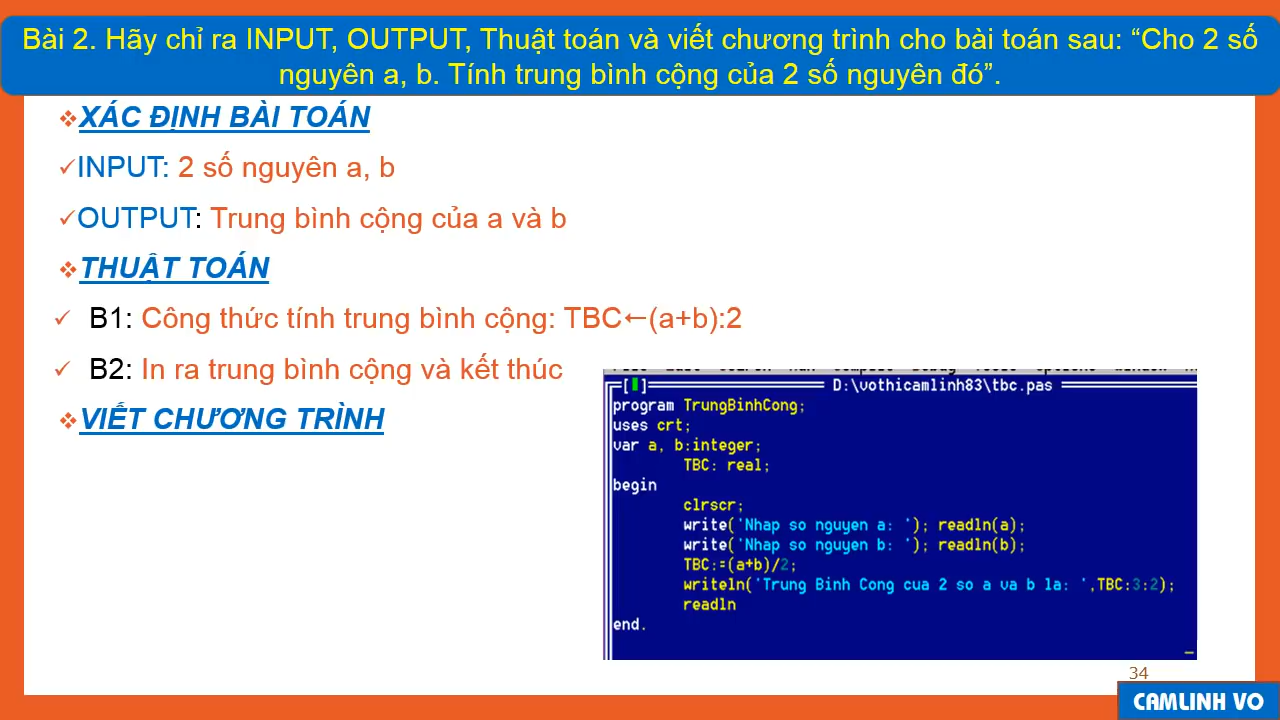 Bài 2. Hãy chỉ ra INPUT, OUTPUT, Thuật toán và viết chương trình cho bài toán sau: “Cho 2 số
nguyên a, b. Tính trung bình cộng của 2 số nguyên đó”.
XÁC ĐỊNH BÀI TOÁN
INPUT: 2 số nguyên a, b
OUTPUT: Trung bình cộng của a và b
THUẬT TOÁN
B1: Công thức tính trung bình cộng: TBC←(a+b):2
B2: In ra trung bình cộng và kết thúc
VIẾT CHƯƠNG TRÌNH
D:\vothicamlinh83\tbc.pas
program TrungBinhCong;
uses crt;
var a, b:integer;
TBC: real;
begin
clrscr;
write('Nhap so nguyen a: '); readln(a);
write('Nhap so nguyen b: '); readln(b);
TBC:=(a+b)/2;
writeln('Trung Binh Cong cua 2 so a va b la: ',TBC:3:2);
readln
end.
34
CAMLINH VO